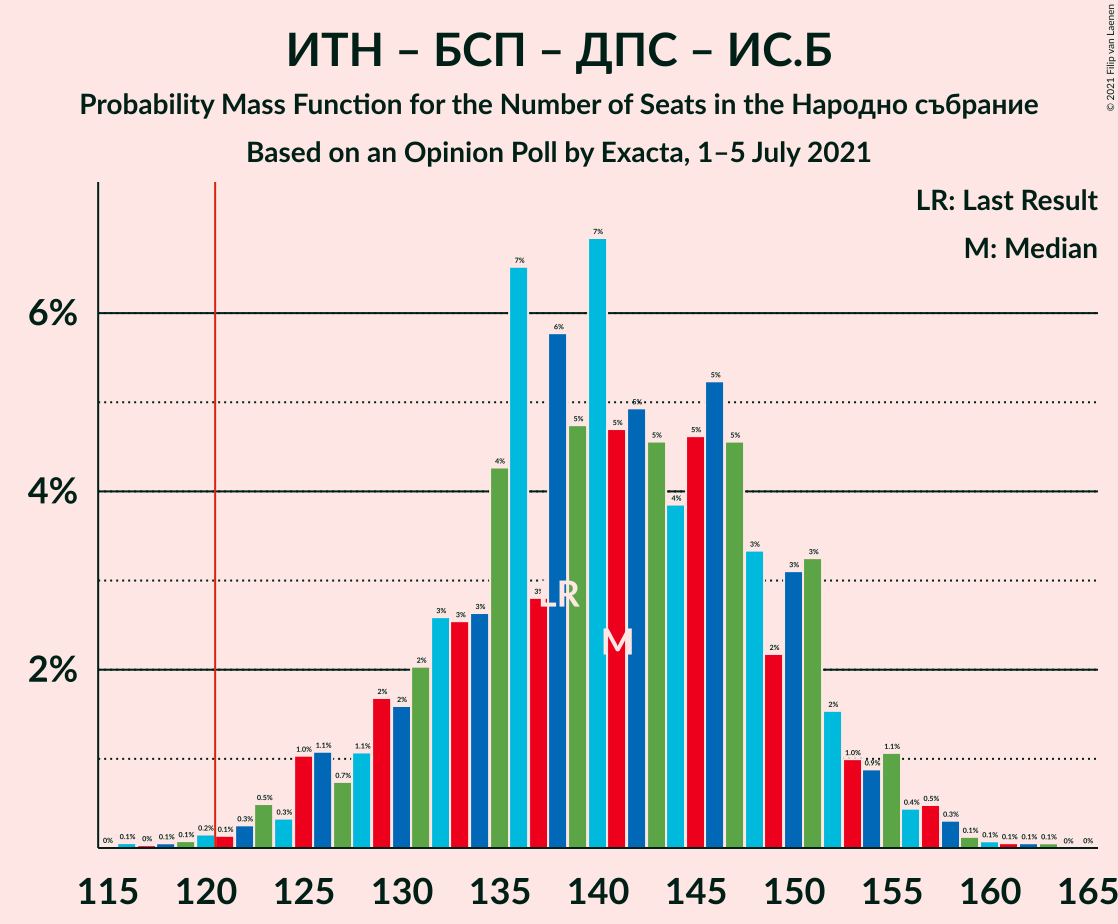 ИТН – БСП – ДПС – ИС.Б
Probability Mass Function for the Number of Seats in the Народно събрание
Based on an Opinion Poll by Exacta, 1–5 July 2021
© 2021 Filip van Laenen
LR: Last Result
M: Median
6%
4%
2%
0% 0.1% 0% 0.1% 0.1% 0.2% 0.1% 0.3% 0.5% 0.3% 1.0% 1.1% 0.7% 1.1% 2% 2% 2% 3% 3% 3% 4% 7% 3% 6% 5% 7% 5% 5% 5% 4% 5% 5% 5% 3% 2% 3% 3% 2% 1.0% 0.9% 1.1% 0.4% 0.5% 0.3% 0.1% 0.1% 0.1% 0.1% 0.1% 0% 0%
LR
M
115 120 125 130 135 140 145 150 155 160 165